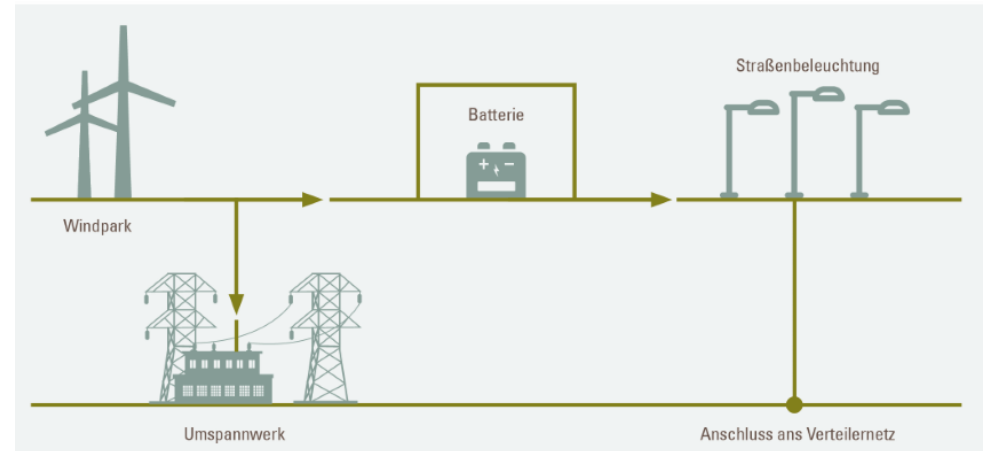 Straßenbeleuchtung
Batterie
Windpark
Umspannwerk
Anschluss ans Verteilernetz